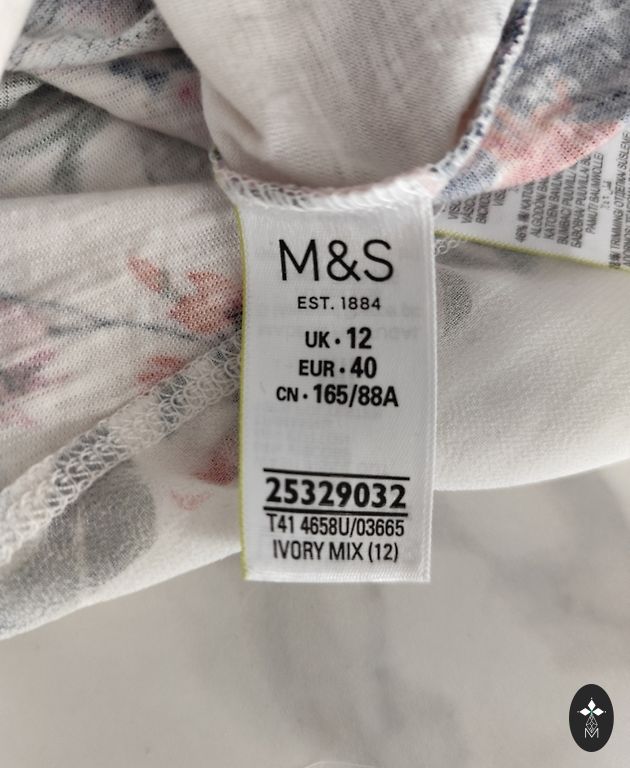 M&S
EST. 1884
UK · 12
EUR · 40
CN · 165/88A
25329032
T41 4658U/03665
IVORY MIX (12)
M